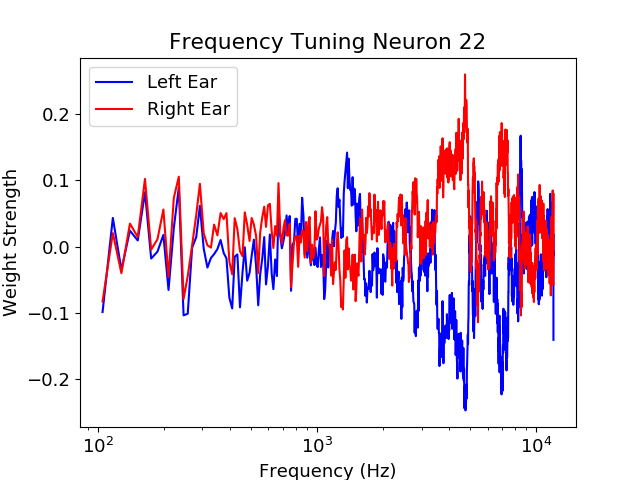 Frequency Tuning Neuron 22
Left Ear
Right Ear
Weight Strength
0.2
0.1
0.0
−0.1
−0.2
10²
10³
10⁴
Frequency (Hz)